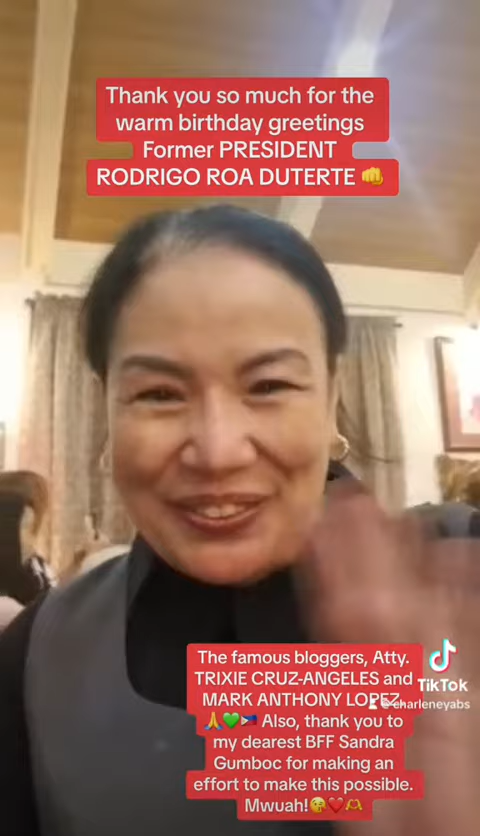 Thank you so much for the
warm birthday greetings
Former PRESIDENT
RODRIGO ROA DUTERTE 👊
The famous bloggers, Atty.
TRIXIE CRUZ-ANGELES and
MARK ANTHONY LOPEZ.
🙏💚🇵🇭 Also, thank you to
my dearest BFF Sandra
Gumboc for making an
effort to make this possible.
Mwuah!😘❤️🫶
TikTok
@charleneyabs